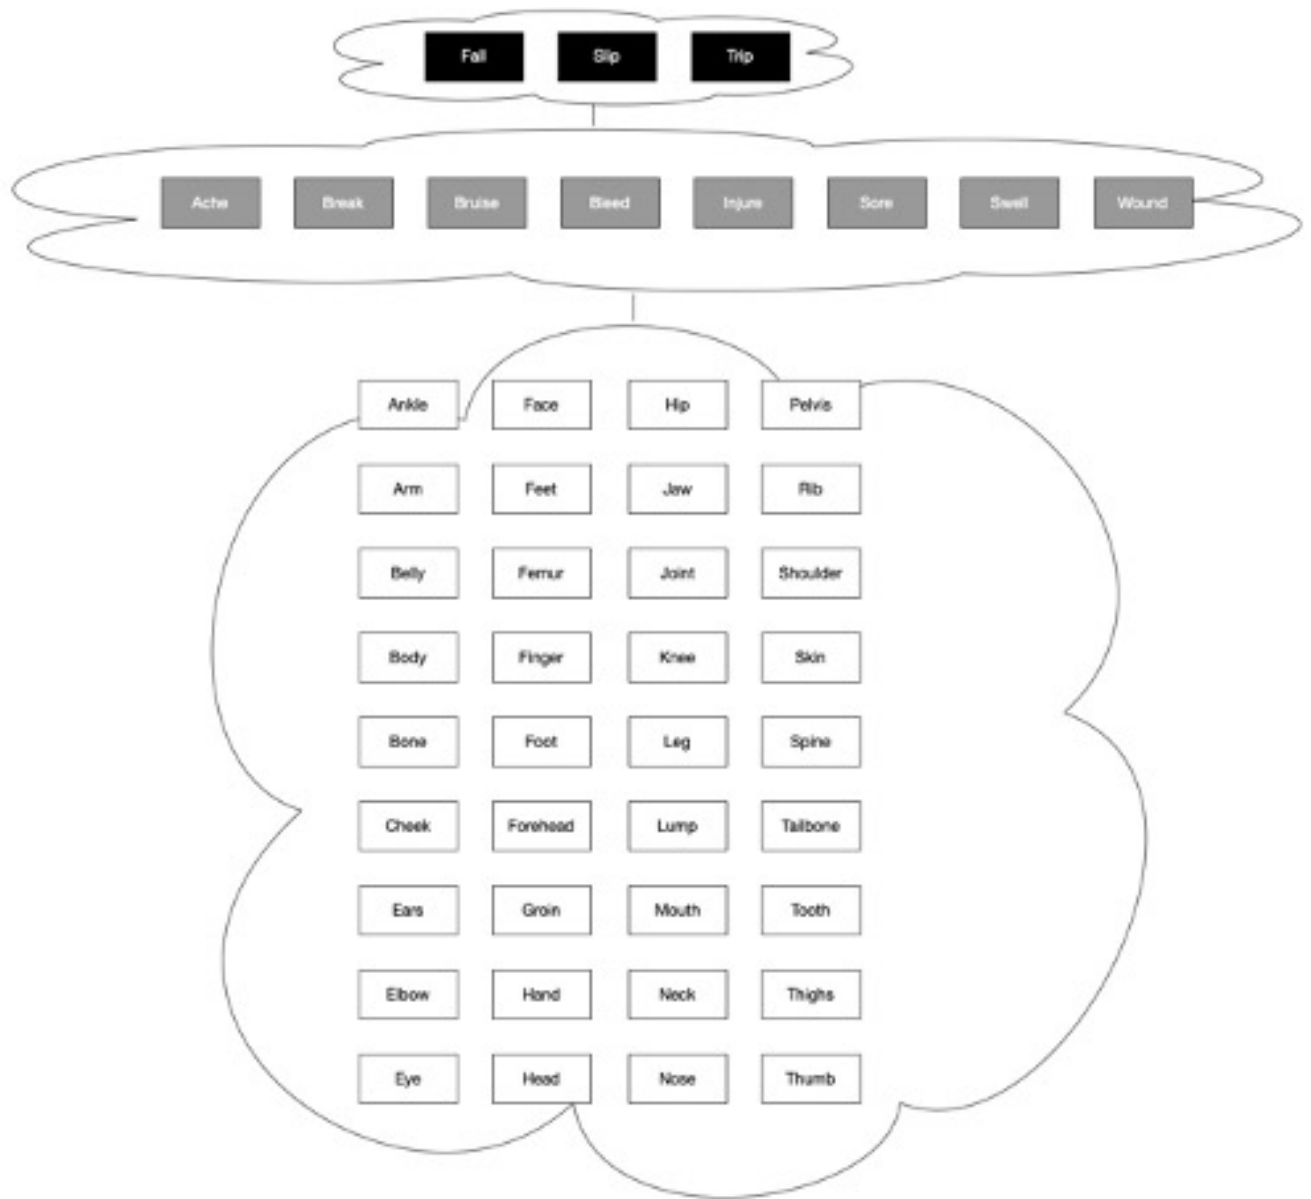 Fall Slip Trip
Ache Break Bruise Bleed Injure Sore Swell Wound
Ankle Face Hip Pelvis
Arm Feet Jaw Rib
Belly Femur Joint Shoulder
Body Finger Knee Skin
Bone Foot Leg Spine
Cheek Forehead Lump Tailbone
Ears Groin Mouth Tooth
Elbow Hand Neck Thighs
Eye Head Nose Thumb